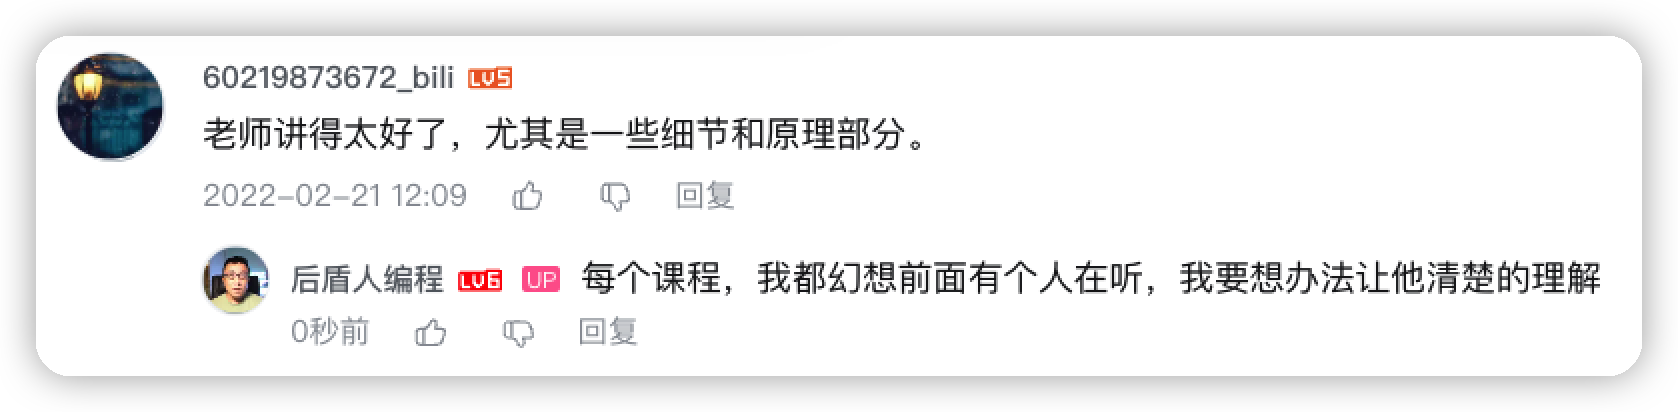 60219873672_bili LV5
老师讲得太好了，尤其是一些细节和原理部分。
2022-02-21 12:09 回复
后盾人编程 LV6 UP 每个课程，我都幻想前面有个人在听，我要想办法让他清楚的理解
0秒前 回复